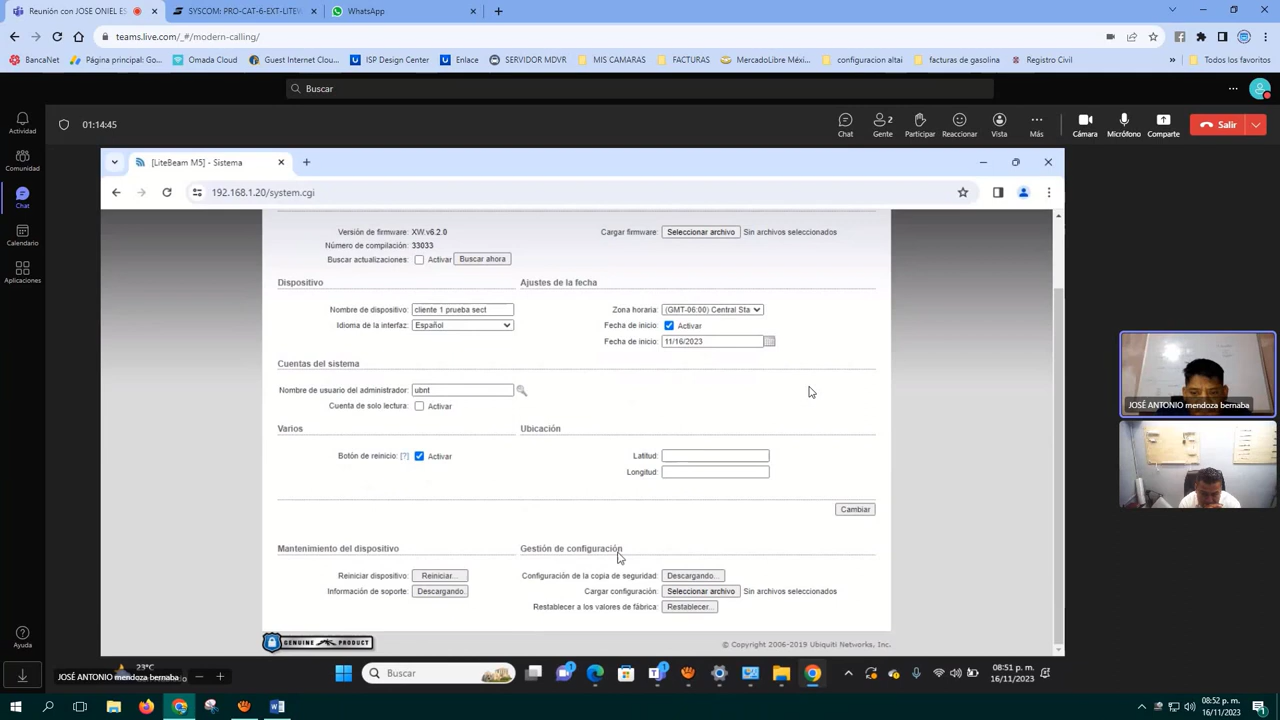 Reunión con JOSE ONIEL ES
SYSCOM: PRO-CAT-6-EXT-LITEV
WhatsApp
teams.live.com/_#/modern-calling/
BancaNet
Página principal: Go...
Omada Cloud
Guest Internet Clou...
ISP Design Center
Enlace
SERVIDOR MDVR
MIS CAMARAS
FACTURAS
MercadoLibre Méxi...
configuracion altai
facturas de gasolina
Registro Civil
Todos los favoritos
Buscar
01:14:45
Chat
2
Gente
Participar
Reaccionar
Vista
Más
Cámara
Micrófono
Comparte
Salir
Actividad
Comunidad
Chat
Calendario
Aplicaciones
Ayuda
[LiteBeam M5] - Sistema
192.168.1.20/system.cgi
Versión de firmware: XW.v6.2.0
Cargar firmware: Seleccionar archivo Sin archivos seleccionados
Número de compilación: 33033
Buscar actualizaciones: Activar Buscar ahora
Dispositivo
Ajustes de la fecha
Nombre de dispositivo: cliente 1 prueba sect
Zona horaria: (GMT-06:00) Central Sta
Idioma de la interfaz: Español
Fecha de inicio: Activar
Fecha de inicio: 11/16/2023
Cuentas del sistema
Nombre de usuario del administrador: ubnt
Cuenta de solo lectura: Activar
Varios
Ubicación
Botón de reinicio: [?] Activar
Latitud:
Longitud:
Cambiar
Mantenimiento del dispositivo
Gestión de configuración
Reiniciar dispositivo: Reiniciar...
Configuración de la copia de seguridad: Descargando...
Información de soporte: Descargando.
Cargar configuración: Seleccionar archivo Sin archivos seleccionados
Restablecer a los valores de fábrica: Restablecer...
GENUINE PRODUCT
© Copyright 2006-2019 Ubiquiti Networks, Inc.
JOSÉ ANTONIO mendoza bernaba
23°C
JOSÉ ANTONIO mendoza bernaba
Buscar
08:51 p. m.
16/11/2023
08:52 p. m.
16/11/2023